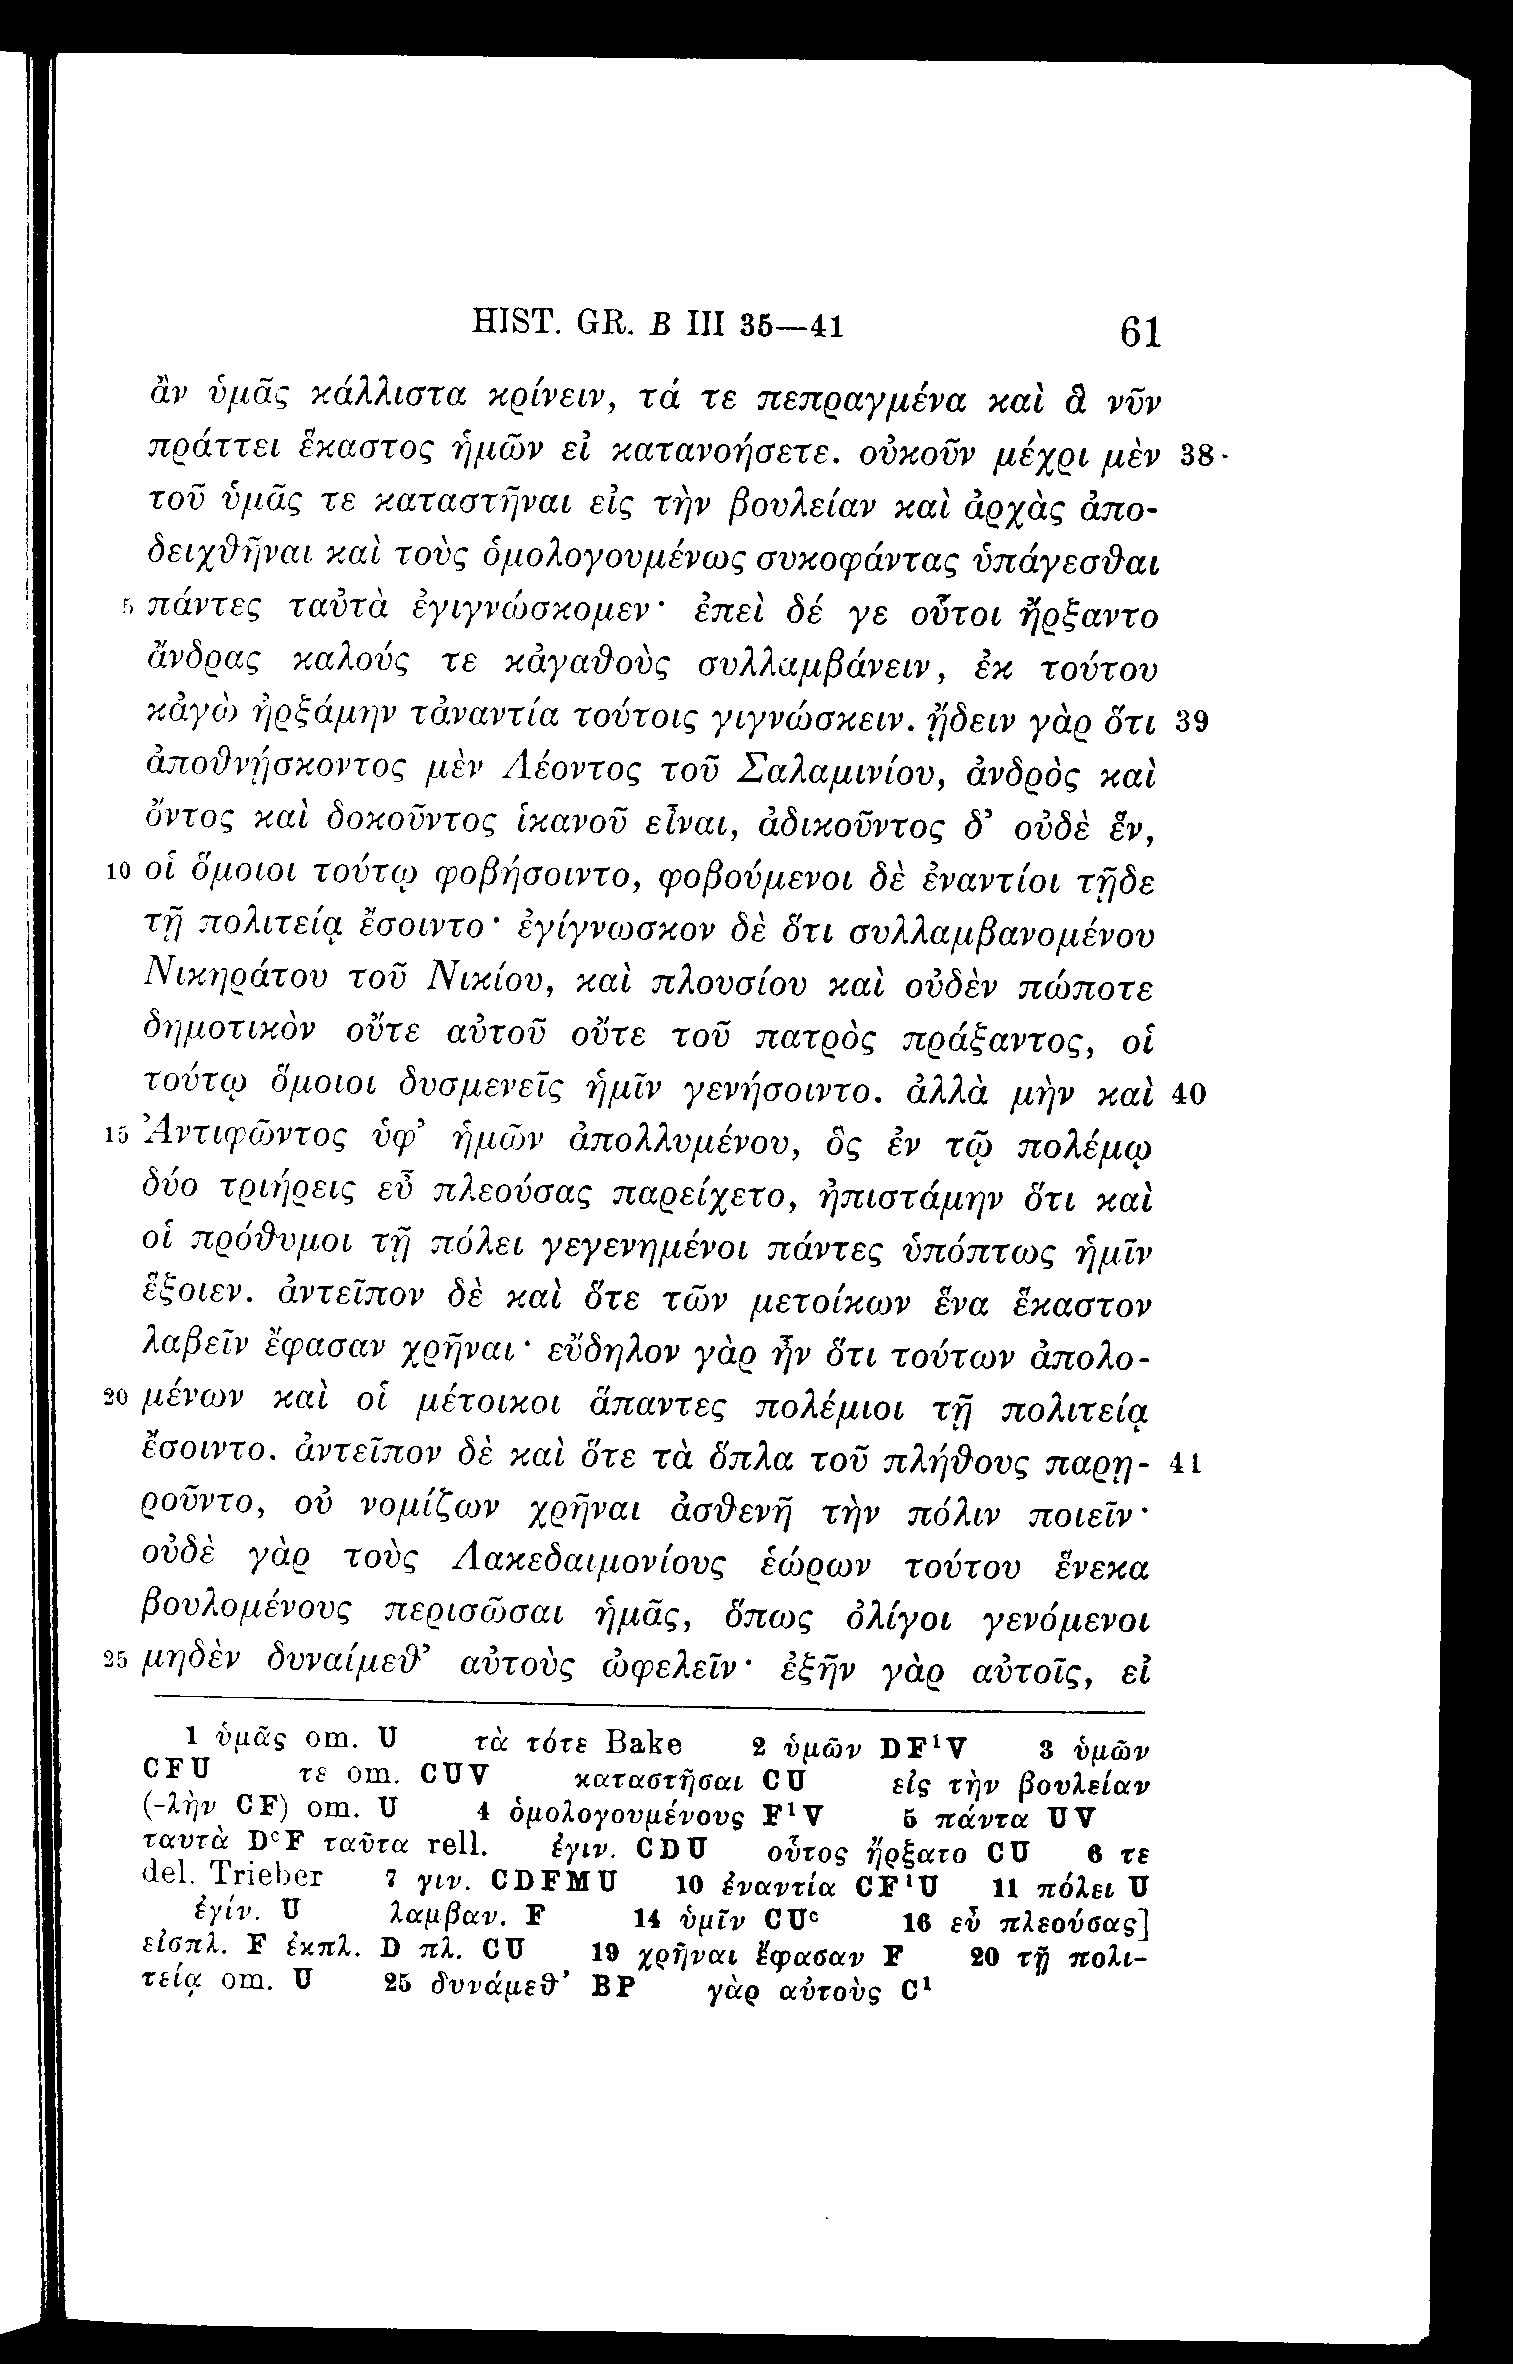 HIST. GR. B III 35—41 61
ἂν ὑμᾶς κάλλιστα κρίνειν, τά τε πεπραγμένα καὶ ἃ νῦν
πράττει ἕκαστος ἡμῶν εἰ κατανοήσετε. οὐκοῦν μέχρι μὲν 38
τοῦ ὑμᾶς τε καταστῆναι εἰς τὴν βουλείαν καὶ ἀρχὰς ἀπο-
δειχθῆναι καὶ τοὺς ὁμολογουμένως συκοφάντας ὑπάγεσθαι
5 πάντες ταὐτὰ ἐγιγνώσκομεν· ἐπεὶ δέ γε οὗτοι ἤρξαντο
ἄνδρας καλούς τε κἀγαθοὺς συλλαμβάνειν, ἐκ τούτου
κἀγὼ ἠρξάμην τἀναντία τούτοις γιγνώσκειν. ᾔδειν γὰρ ὅτι 39
ἀποθνῄσκοντος μὲν Λέοντος τοῦ Σαλαμινίου, ἀνδρὸς καὶ
ὄντος καὶ δοκοῦντος ἱκανοῦ εἶναι, ἀδικοῦντος δ’ οὐδὲ ἕν,
10 οἱ ὅμοιοι τούτῳ φοβήσοιντο, φοβούμενοι δὲ ἐναντίοι τῇδε
τῇ πολιτείᾳ ἔσοιντο· ἐγίγνωσκον δὲ ὅτι συλλαμβανομένου
Νικηράτου τοῦ Νικίου, καὶ πλουσίου καὶ οὐδὲν πώποτε
δημοτικὸν οὔτε αὐτοῦ οὔτε τοῦ πατρὸς πράξαντος, οἱ
τούτῳ ὅμοιοι δυσμενεῖς ἡμῖν γενήσοιντο. ἀλλὰ μὴν καὶ 40
15 Ἀντιφῶντος ὑφ’ ἡμῶν ἀπολλυμένου, ὃς ἐν τῷ πολέμῳ
δύο τριήρεις εὖ πλεούσας παρείχετο, ἠπιστάμην ὅτι καὶ
οἱ πρόθυμοι τῇ πόλει γεγενημένοι πάντες ὑπόπτως ἡμῖν
ἕξοιεν. ἀντεῖπον δὲ καὶ ὅτε τῶν μετοίκων ἕνα ἕκαστον
λαβεῖν ἔφασαν χρῆναι· εὔδηλον γὰρ ἦν ὅτι τούτων ἀπολο-
20 μένων καὶ οἱ μέτοικοι ἅπαντες πολέμιοι τῇ πολιτείᾳ
ἔσοιντο. ἀντεῖπον δὲ καὶ ὅτε τὰ ὅπλα τοῦ πλήθους παρῃ- 41
ροῦντο, οὐ νομίζων χρῆναι ἀσθενῆ τὴν πόλιν ποιεῖν·
οὐδὲ γὰρ τοὺς Λακεδαιμονίους ἑώρων τούτου ἕνεκα
βουλομένους περισῶσαι ἡμᾶς, ὅπως ὀλίγοι γενόμενοι
25 μηδὲν δυναίμεθ’ αὐτοὺς ὠφελεῖν· ἐξῆν γὰρ αὐτοῖς, εἰ
1 ὑμᾶς om. U τὰ τότε Bake 2 ὑμῶν DF¹V 3 ὑμῶν
CFU τε om. CUV καταστῆσαι CU εἰς τὴν βουλείαν
(-λὴν CF) om. U 4 ὁμολογουμένους F¹V 5 πάντα UV
ταυτὰ DᶜF ταῦτα rell. ἐγιν. CDU οὗτος ἤρξατο CU 6 τε
del. Trieber 7 γιν. CDFMU 10 ἐναντία CF¹U 11 πόλει U
ἐγίν. U λαμβαν. F 14 ὑμῖν CUᶜ 16 εὖ πλεούσας]
εἰσπλ. F ἐκπλ. D πλ. CU 19 χρῆναι ἔφασαν F 20 τῇ πολι-
τείᾳ om. U 25 δυνάμεθ’ BP γὰρ αὐτοὺς C¹